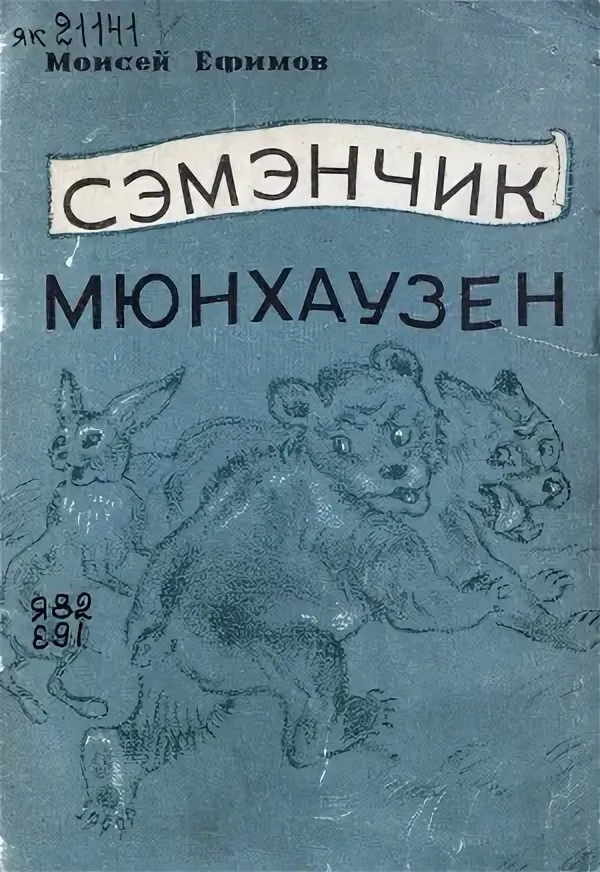 як 21141
Моисей Ефимов
СЭМЭНЧИК
МЮНХАУЗЕН
Я82
Е91